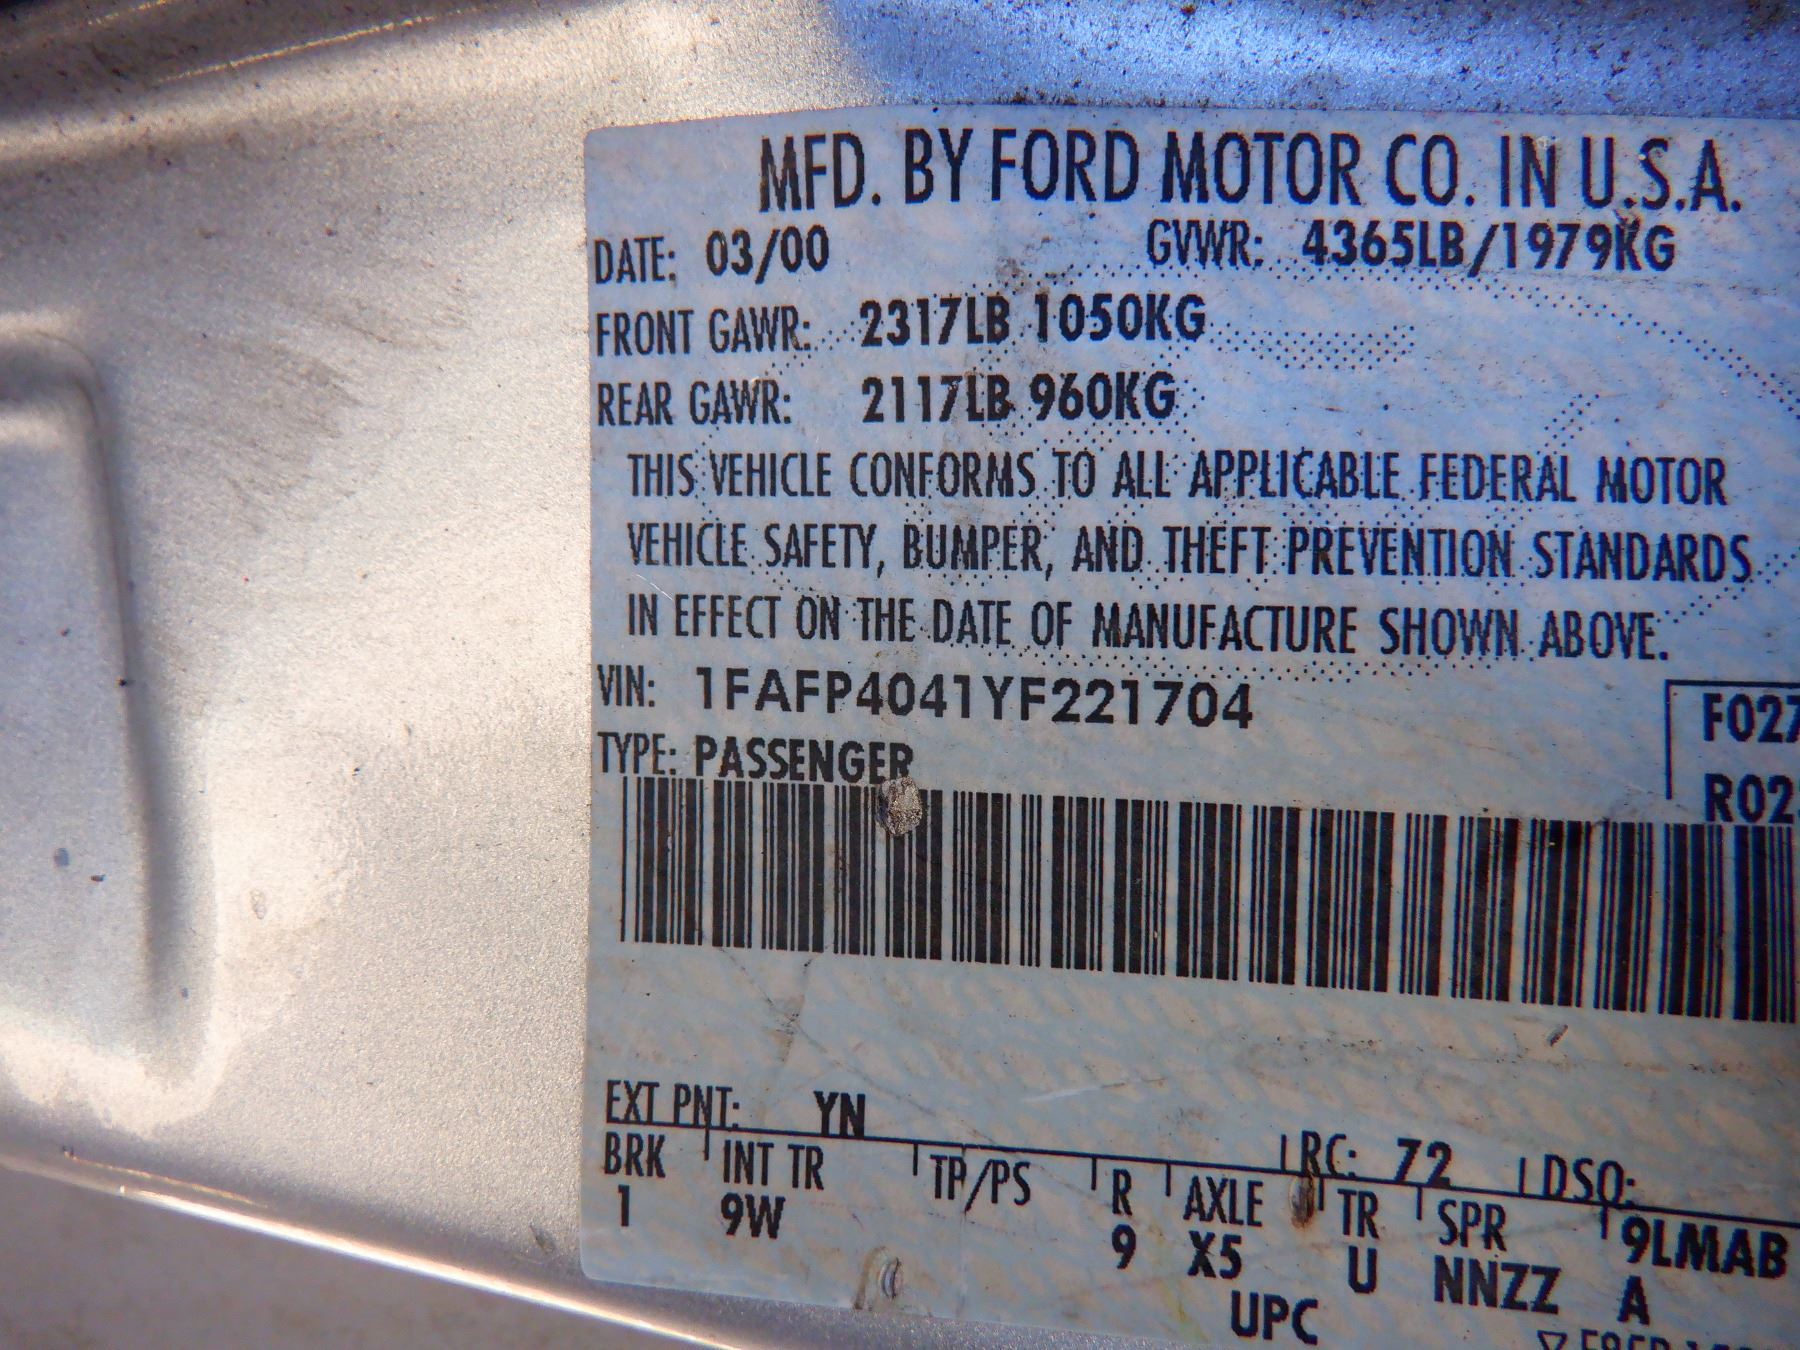 MFD. BY FORD MOTOR CO. IN U.S.A.
DATE: 03/00 GVWR: 4365LB/1979KG
FRONT GAWR: 2317LB 1050KG
REAR GAWR: 2117LB 960KG
THIS VEHICLE CONFORMS TO ALL APPLICABLE FEDERAL MOTOR
VEHICLE SAFETY, BUMPER, AND THEFT PREVENTION STANDARDS
IN EFFECT ON THE DATE OF MANUFACTURE SHOWN ABOVE.
VIN: 1FAFP4041YF221704
F027
TYPE: PASSENGER
R02
EXT PNT: YN RC: 72 DSO:
BRK INT TR TP/PS R AXLE TR SPR 9LMAB
1 9W 9 X5 U NNZZ A
UPC